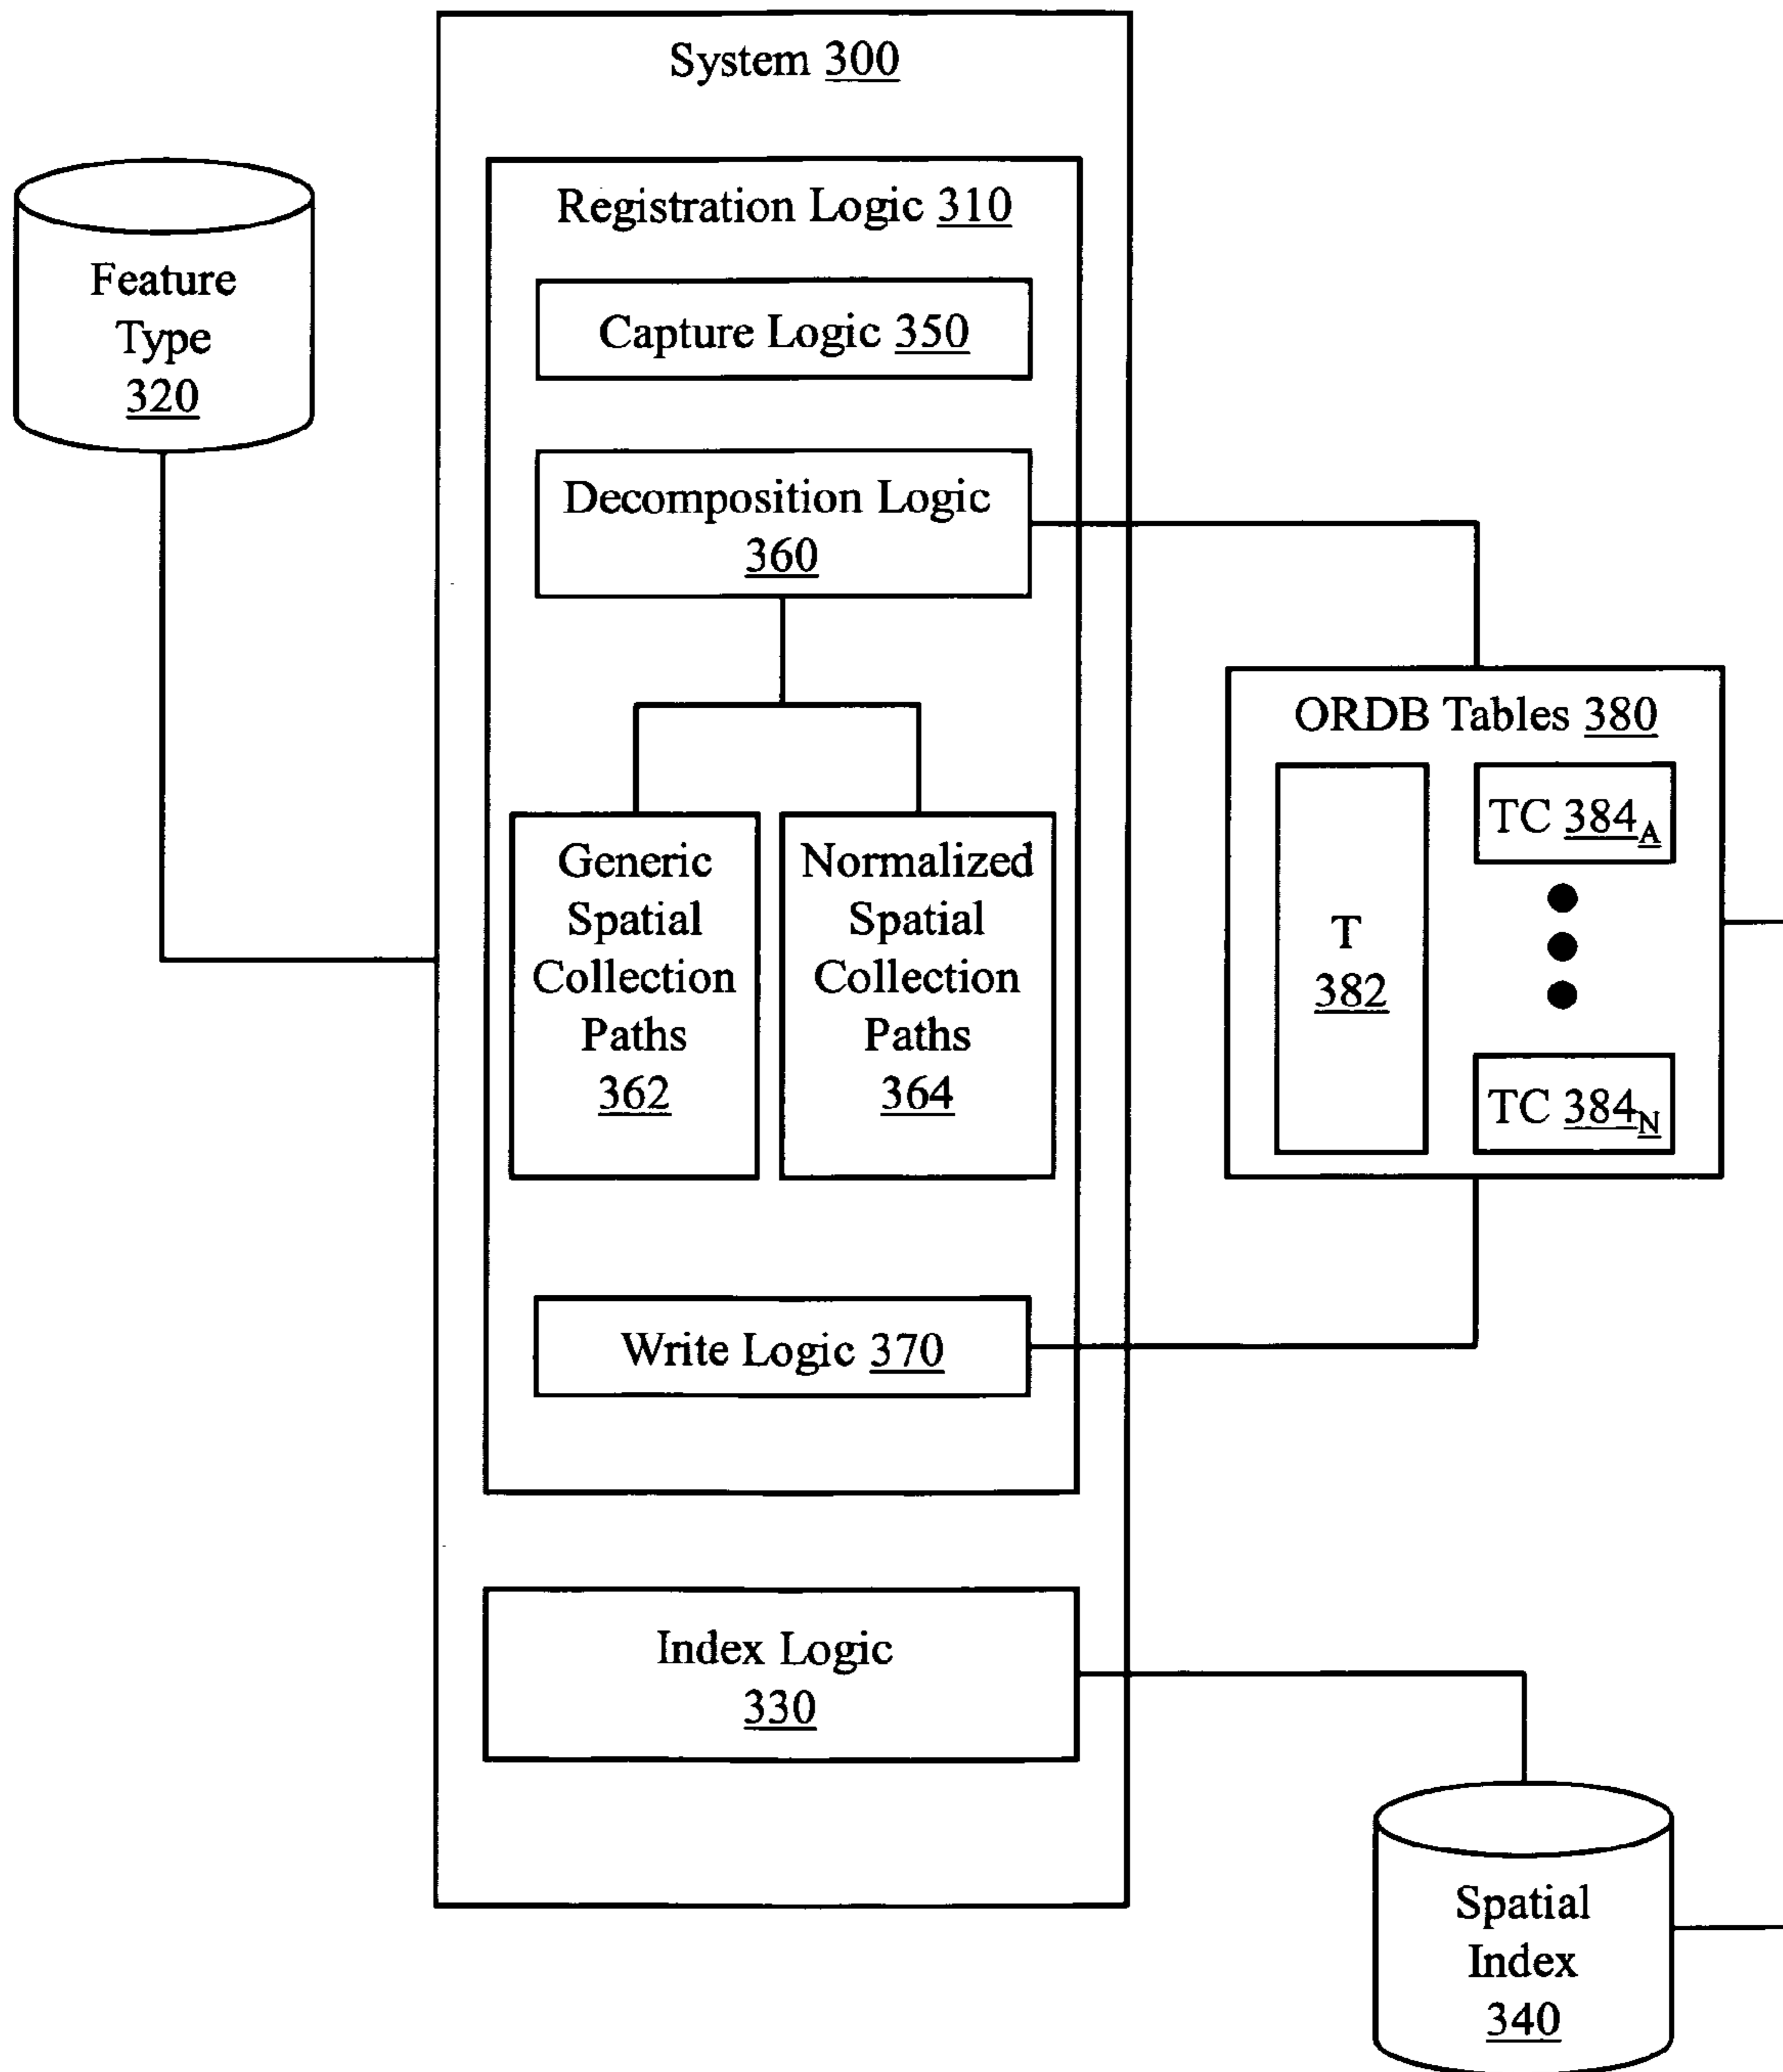 System 300
Registration Logic 310
Feature
Type
320
Capture Logic 350
Decomposition Logic
360
Generic
Spatial
Collection
Paths
362
Normalized
Spatial
Collection
Paths
364
Write Logic 370
ORDB Tables 380
T
382
TC 384A
TC 384N
Index Logic
330
Spatial
Index
340